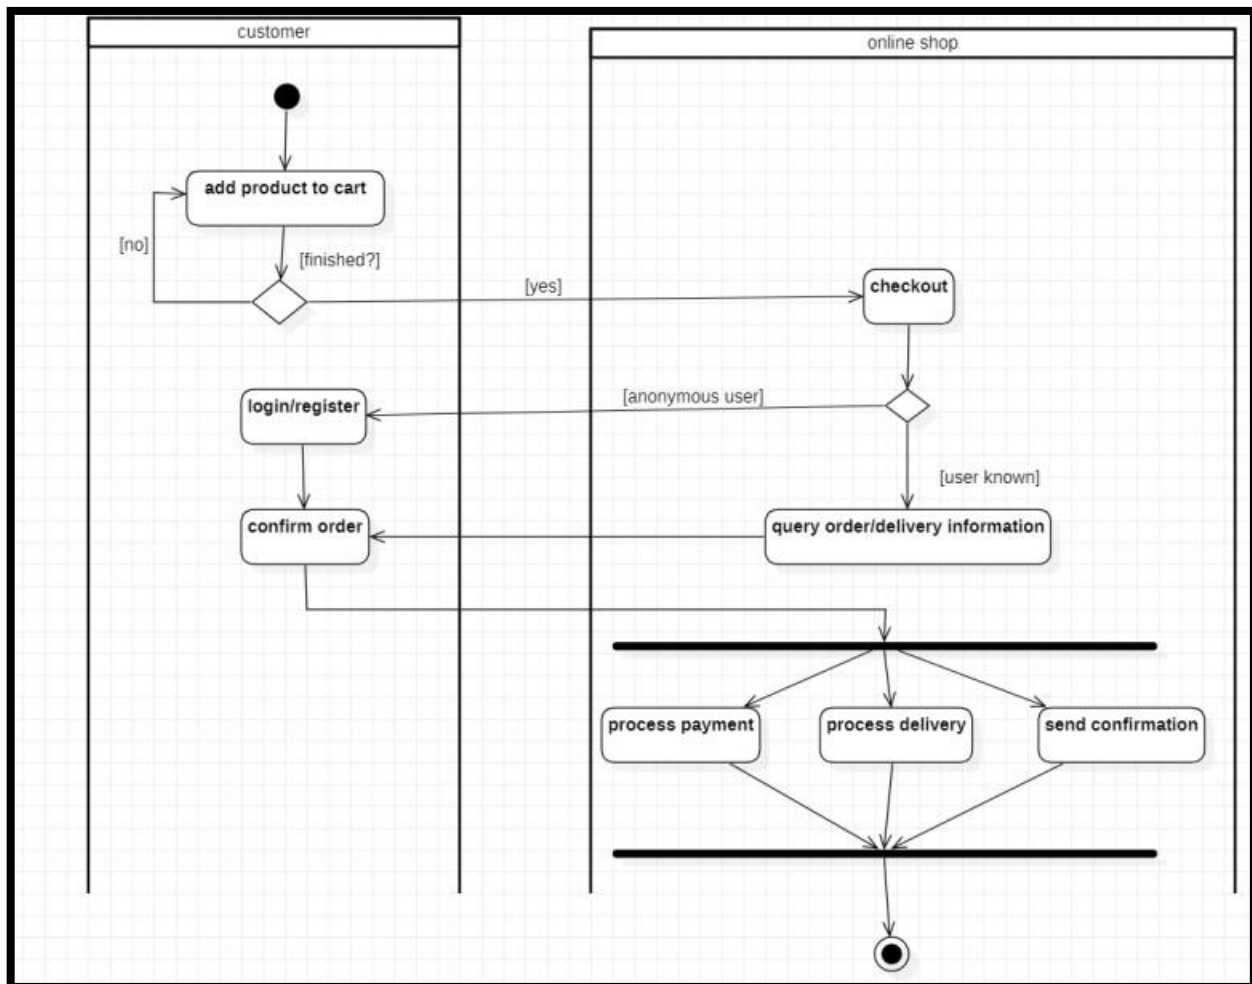 customer
online shop
add product to cart
[no]
[finished?]
[yes]
checkout
[anonymous user]
login/register
[user known]
confirm order
query order/delivery information
process payment
process delivery
send confirmation